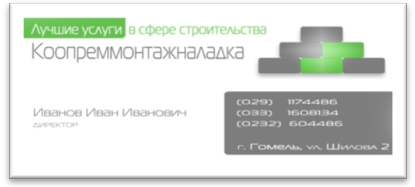 Лучшие услуги в сфере строительства
Коопреммонтажналадка
Иванов Иван Иванович
ДИРЕКТОР
(029) 1174486
(033) 1608134
(0232) 604486
г. Гомель, ул. Шилова 2